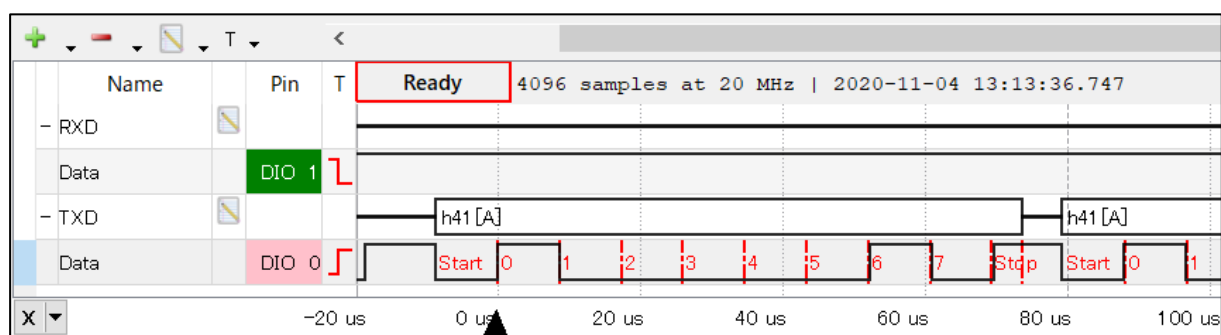 T <
Name Pin T Ready 4096 samples at 20 MHz | 2020-11-04 13:13:36.747
- RXD
Data DIO 1
- TXD h41[A] h41[A]
Data DIO 0 Start 0 1 2 3 4 5 6 7 Stop Start 0 1
X -20 us 0 us 20 us 40 us 60 us 80 us 100 us